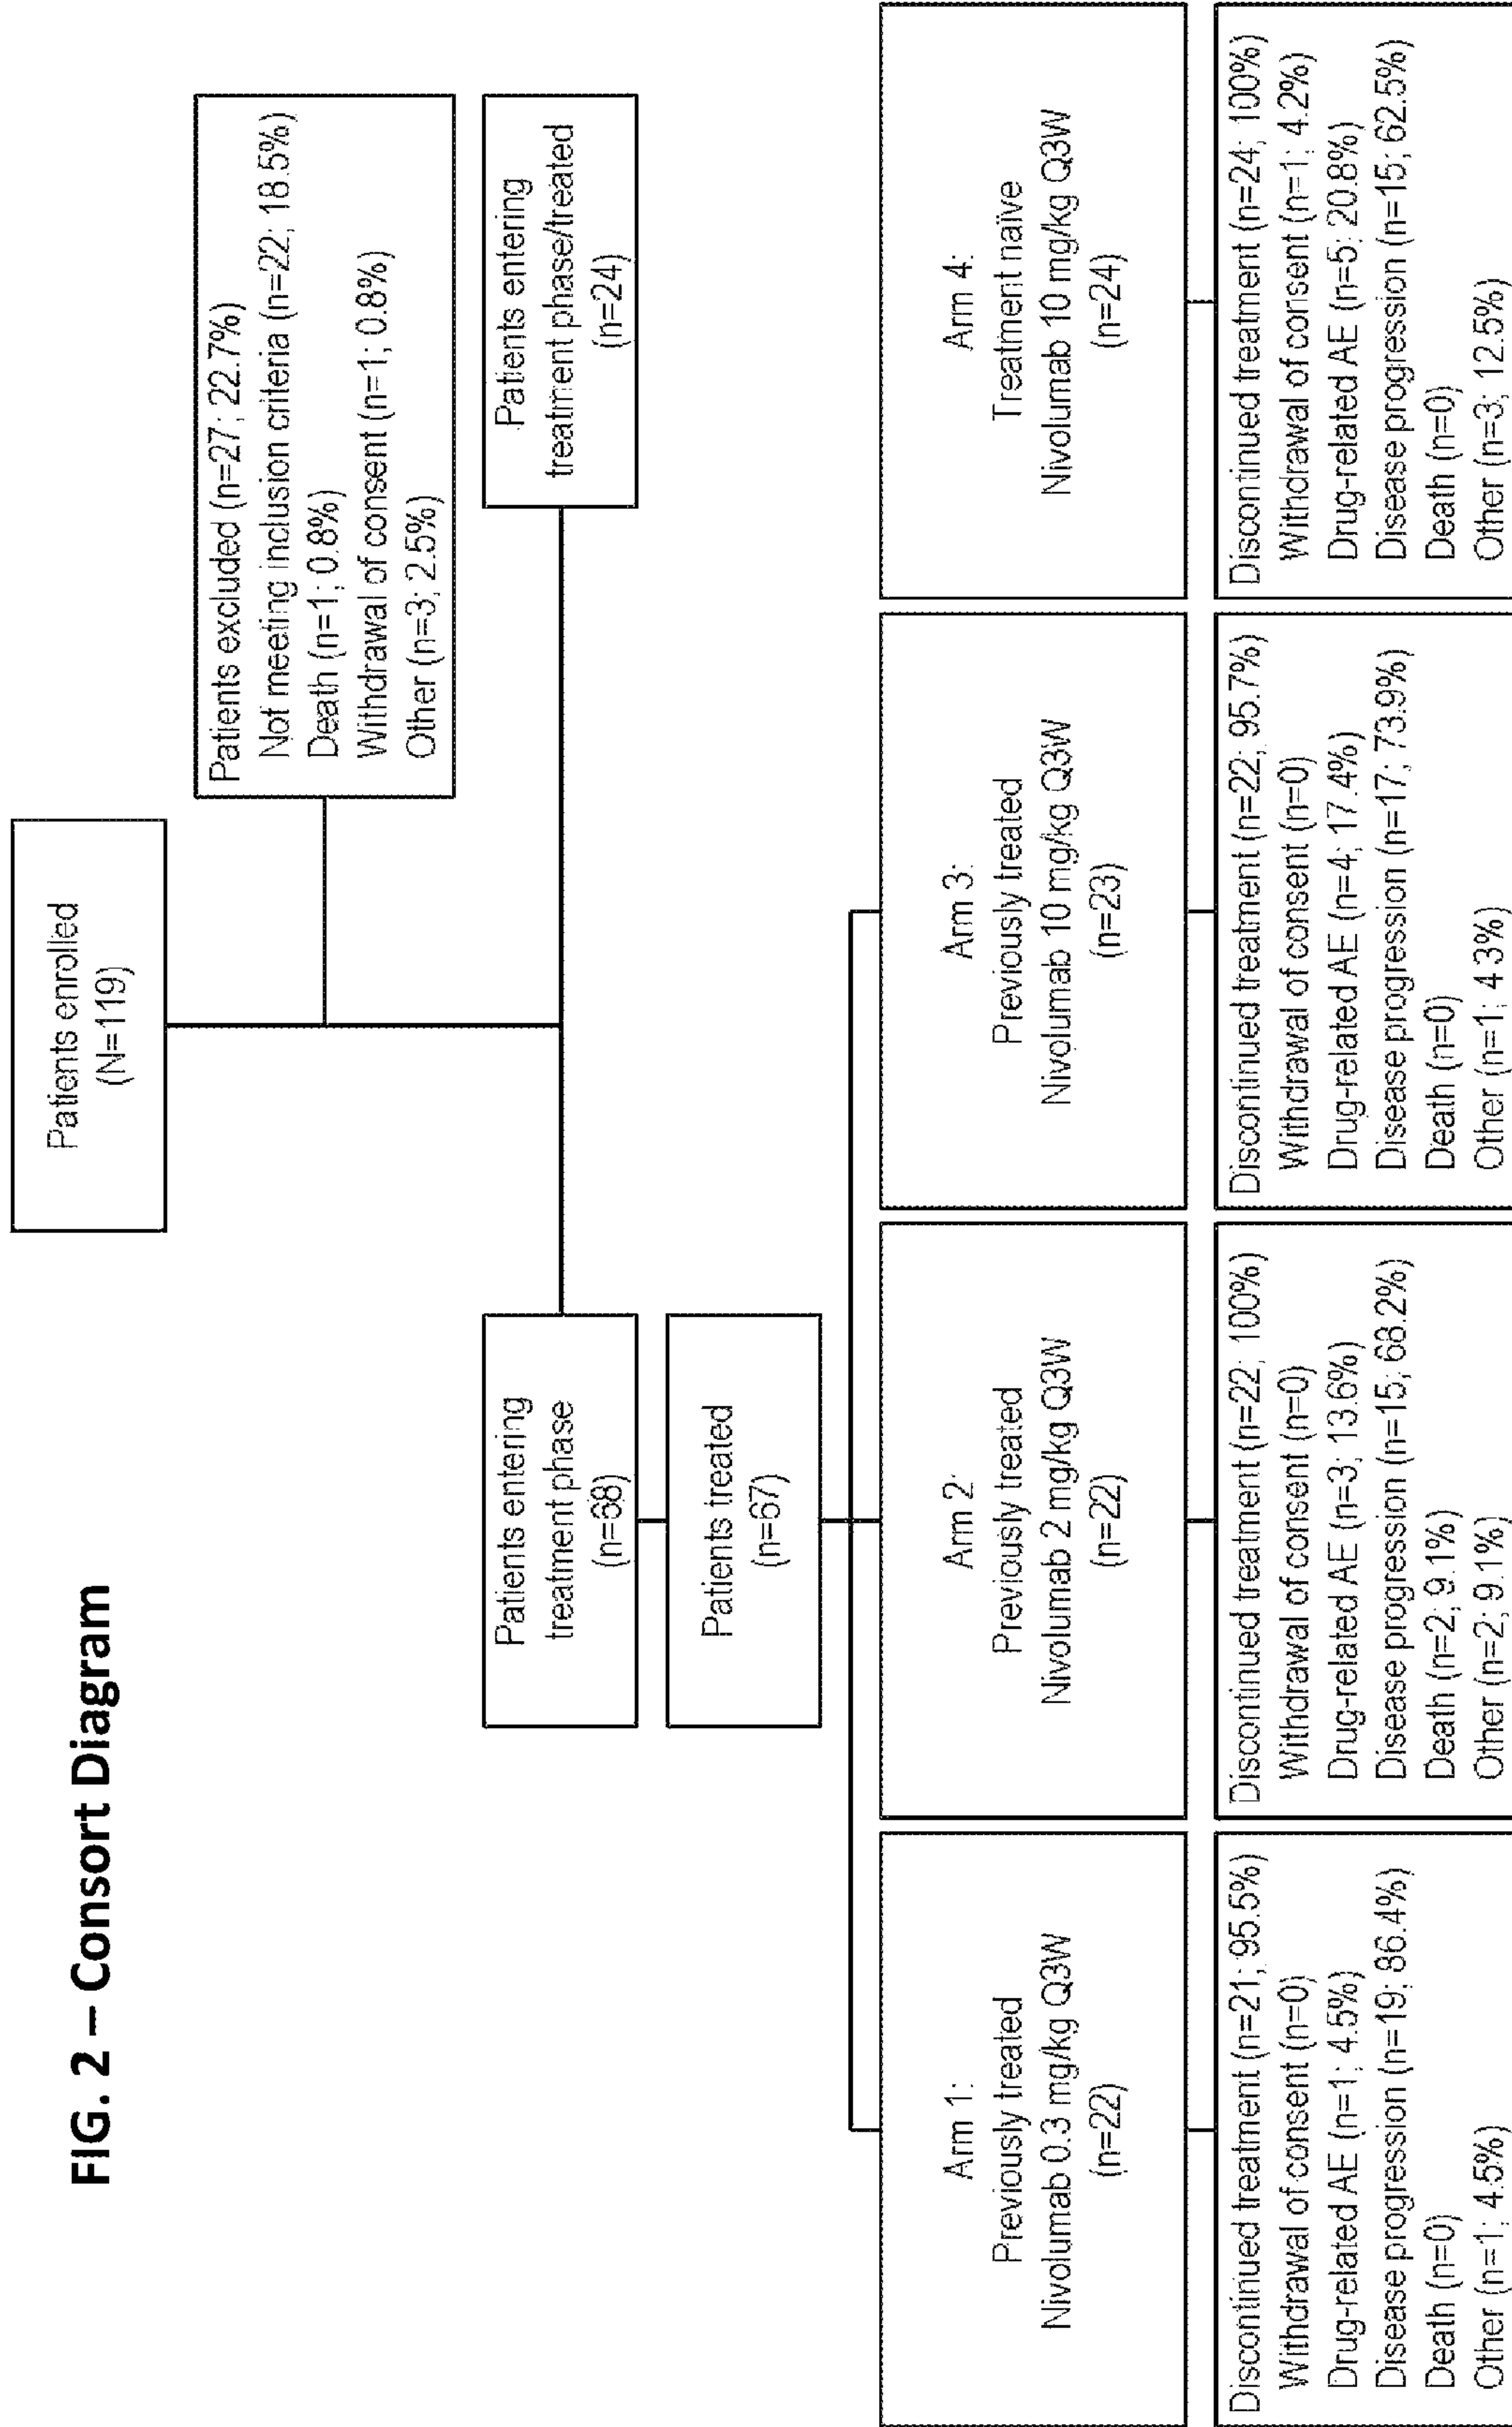 FIG. 2 – Consort Diagram
Patients enrolled
(N=119)
Patients excluded (n=27; 22.7%)
Not meeting inclusion criteria (n=22; 18.5%)
Death (n=1; 0.8%)
Withdrawal of consent (n=1; 0.8%)
Other (n=3; 2.5%)
Patients entering
treatment phase
(n=68)
Patients entering
treatment phase/treated
(n=24)
Patients treated
(n=67)
Arm 1:
Previously treated
Nivolumab 0.3 mg/kg Q3W
(n=22)
Arm 2:
Previously treated
Nivolumab 2 mg/kg Q3W
(n=22)
Arm 3:
Previously treated
Nivolumab 10 mg/kg Q3W
(n=23)
Arm 4:
Treatment naïve
Nivolumab 10 mg/kg Q3W
(n=24)
Discontinued treatment (n=21; 95.5%)
Withdrawal of consent (n=0)
Drug-related AE (n=1; 4.5%)
Disease progression (n=19; 86.4%)
Death (n=0)
Other (n=1; 4.5%)
Discontinued treatment (n=22; 100%)
Withdrawal of consent (n=0)
Drug-related AE (n=3; 13.6%)
Disease progression (n=15; 68.2%)
Death (n=2; 9.1%)
Other (n=2; 9.1%)
Discontinued treatment (n=22; 95.7%)
Withdrawal of consent (n=0)
Drug-related AE (n=4; 17.4%)
Disease progression (n=17; 73.9%)
Death (n=0)
Other (n=1; 4.3%)
Discontinued treatment (n=24; 100%)
Withdrawal of consent (n=1; 4.2%)
Drug-related AE (n=5; 20.8%)
Disease progression (n=15; 62.5%)
Death (n=0)
Other (n=3; 12.5%)